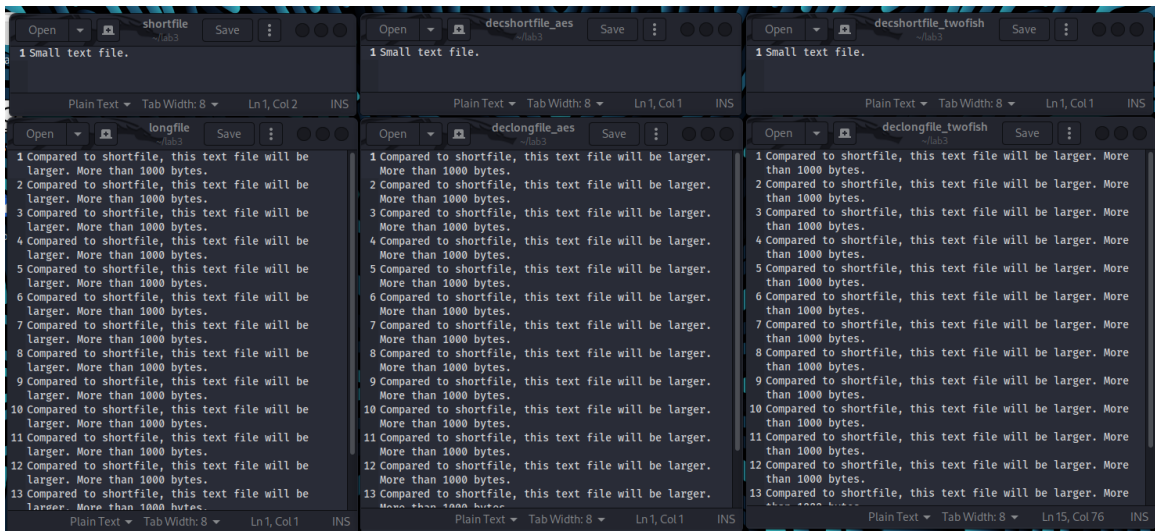 Open shortfile Save
~/lab3
1 Small text file.
Plain Text Tab Width: 8 Ln 1, Col 2 INS
Open decshortfile_aes Save
~/lab3
1 Small text file.
Plain Text Tab Width: 8 Ln 1, Col 1 INS
Open decshortfile_twofish Save
~/lab3
1 Small text file.
Plain Text Tab Width: 8 Ln 1, Col 1 INS
Open longfile Save
~/lab3
1 Compared to shortfile, this text file will be
larger. More than 1000 bytes.
2 Compared to shortfile, this text file will be
larger. More than 1000 bytes.
3 Compared to shortfile, this text file will be
larger. More than 1000 bytes.
4 Compared to shortfile, this text file will be
larger. More than 1000 bytes.
5 Compared to shortfile, this text file will be
larger. More than 1000 bytes.
6 Compared to shortfile, this text file will be
larger. More than 1000 bytes.
7 Compared to shortfile, this text file will be
larger. More than 1000 bytes.
8 Compared to shortfile, this text file will be
larger. More than 1000 bytes.
9 Compared to shortfile, this text file will be
larger. More than 1000 bytes.
10 Compared to shortfile, this text file will be
larger. More than 1000 bytes.
11 Compared to shortfile, this text file will be
larger. More than 1000 bytes.
12 Compared to shortfile, this text file will be
larger. More than 1000 bytes.
13 Compared to shortfile, this text file will be
larger. More than 1000 bytes.
Plain Text Tab Width: 8 Ln 1, Col 1 INS
Open declongfile_aes Save
~/lab3
1 Compared to shortfile, this text file will be larger.
More than 1000 bytes.
2 Compared to shortfile, this text file will be larger.
More than 1000 bytes.
3 Compared to shortfile, this text file will be larger.
More than 1000 bytes.
4 Compared to shortfile, this text file will be larger.
More than 1000 bytes.
5 Compared to shortfile, this text file will be larger.
More than 1000 bytes.
6 Compared to shortfile, this text file will be larger.
More than 1000 bytes.
7 Compared to shortfile, this text file will be larger.
More than 1000 bytes.
8 Compared to shortfile, this text file will be larger.
More than 1000 bytes.
9 Compared to shortfile, this text file will be larger.
More than 1000 bytes.
10 Compared to shortfile, this text file will be larger.
More than 1000 bytes.
11 Compared to shortfile, this text file will be larger.
More than 1000 bytes.
12 Compared to shortfile, this text file will be larger.
More than 1000 bytes.
13 Compared to shortfile, this text file will be larger.
More than 1000 bytes.
Plain Text Tab Width: 8 Ln 1, Col 1 INS
Open declongfile_twofish Save
~/lab3
1 Compared to shortfile, this text file will be larger. More
than 1000 bytes.
2 Compared to shortfile, this text file will be larger. More
than 1000 bytes.
3 Compared to shortfile, this text file will be larger. More
than 1000 bytes.
4 Compared to shortfile, this text file will be larger. More
than 1000 bytes.
5 Compared to shortfile, this text file will be larger. More
than 1000 bytes.
6 Compared to shortfile, this text file will be larger. More
than 1000 bytes.
7 Compared to shortfile, this text file will be larger. More
than 1000 bytes.
8 Compared to shortfile, this text file will be larger. More
than 1000 bytes.
9 Compared to shortfile, this text file will be larger. More
than 1000 bytes.
10 Compared to shortfile, this text file will be larger. More
than 1000 bytes.
11 Compared to shortfile, this text file will be larger. More
than 1000 bytes.
12 Compared to shortfile, this text file will be larger. More
than 1000 bytes.
13 Compared to shortfile, this text file will be larger. More
Plain Text Tab Width: 8 Ln 15, Col 76 INS